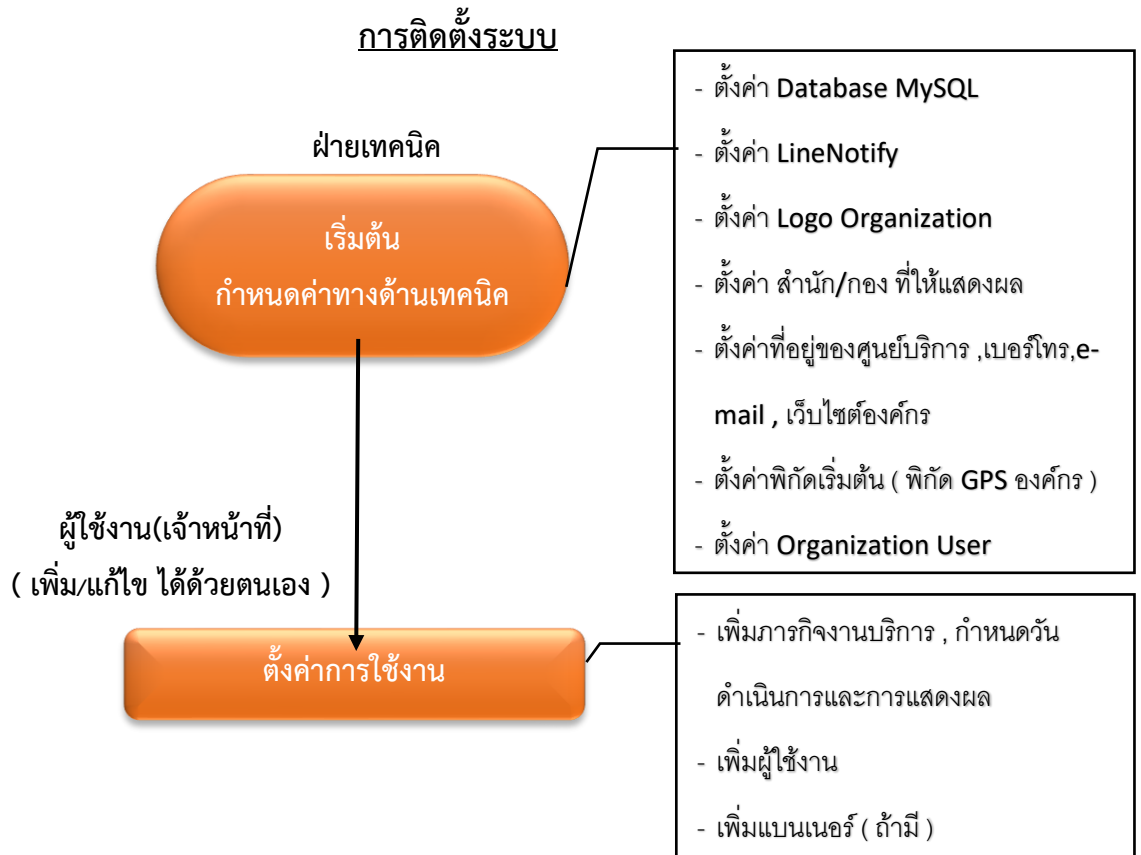 การติดตั้งระบบ
ฝ่ายเทคนิค
เริ่มต้น
กำหนดค่าทางด้านเทคนิค
- ตั้งค่า Database MySQL
- ตั้งค่า LineNotify
- ตั้งค่า Logo Organization
- ตั้งค่า สำนัก/กอง ที่ให้แสดงผล
- ตั้งค่าที่อยู่ของศูนย์บริการ ,เบอร์โทร,e-
mail , เว็บไซต์องค์กร
- ตั้งค่าพิกัดเริ่มต้น ( พิกัด GPS องค์กร )
- ตั้งค่า Organization User
ผู้ใช้งาน(เจ้าหน้าที่)
( เพิ่ม/แก้ไข ได้ด้วยตนเอง )
ตั้งค่าการใช้งาน
- เพิ่มภารกิจงานบริการ , กำหนดวัน
ดำเนินการและการแสดงผล
- เพิ่มผู้ใช้งาน
- เพิ่มแบนเนอร์ ( ถ้ามี )